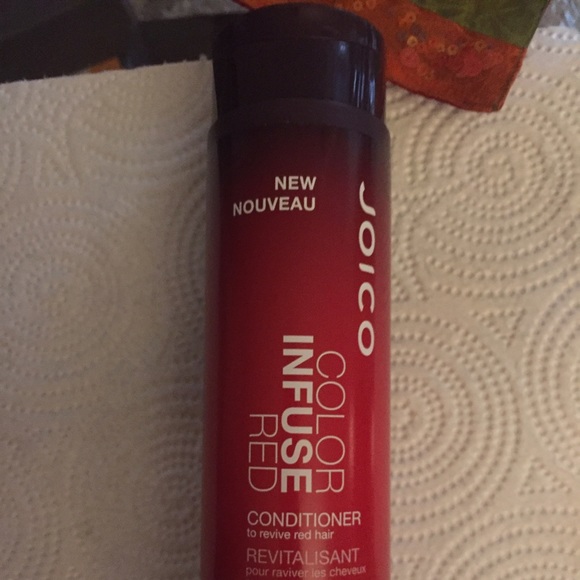 NEW
NOUVEAU
JOICO
COLOR
INFUSE
RED
CONDITIONER
to revive red hair
REVITALISANT
pour raviver les cheveux